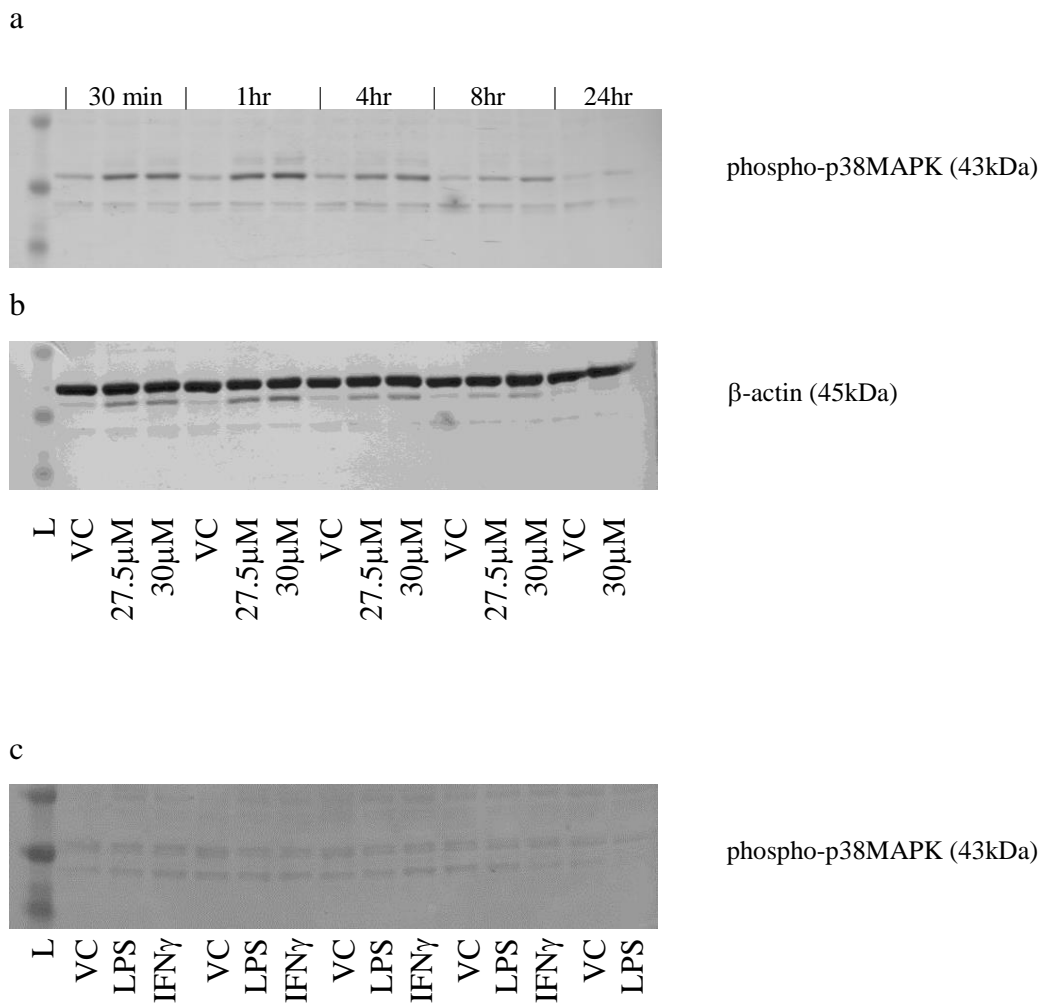 a
| 30 min | 1hr | 4hr | 8hr | 24hr
phospho-p38MAPK (43kDa)
b
β-actin (45kDa)
L VC 27.5μM 30μM VC 27.5μM 30μM VC 27.5μM 30μM VC 27.5μM 30μM VC 30μM
c
phospho-p38MAPK (43kDa)
L VC LPS IFNγ VC LPS IFNγ VC LPS IFNγ VC LPS IFNγ VC LPS